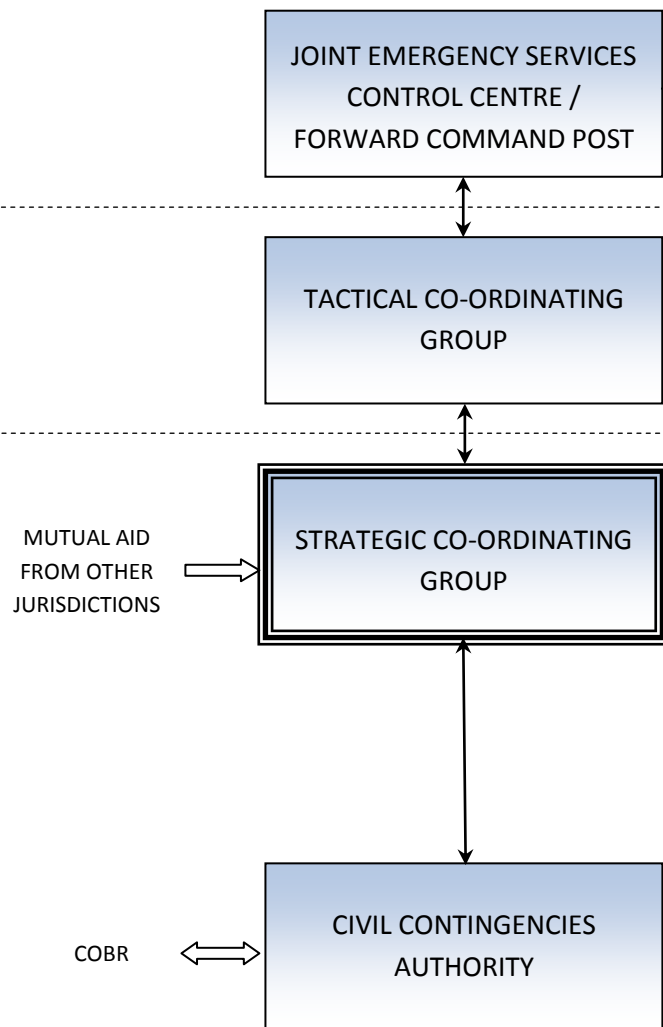 JOINT EMERGENCY SERVICES
CONTROL CENTRE /
FORWARD COMMAND POST
TACTICAL CO-ORDINATING
GROUP
MUTUAL AID
FROM OTHER
JURISDICTIONS
STRATEGIC CO-ORDINATING
GROUP
COBR
CIVIL CONTINGENCIES
AUTHORITY